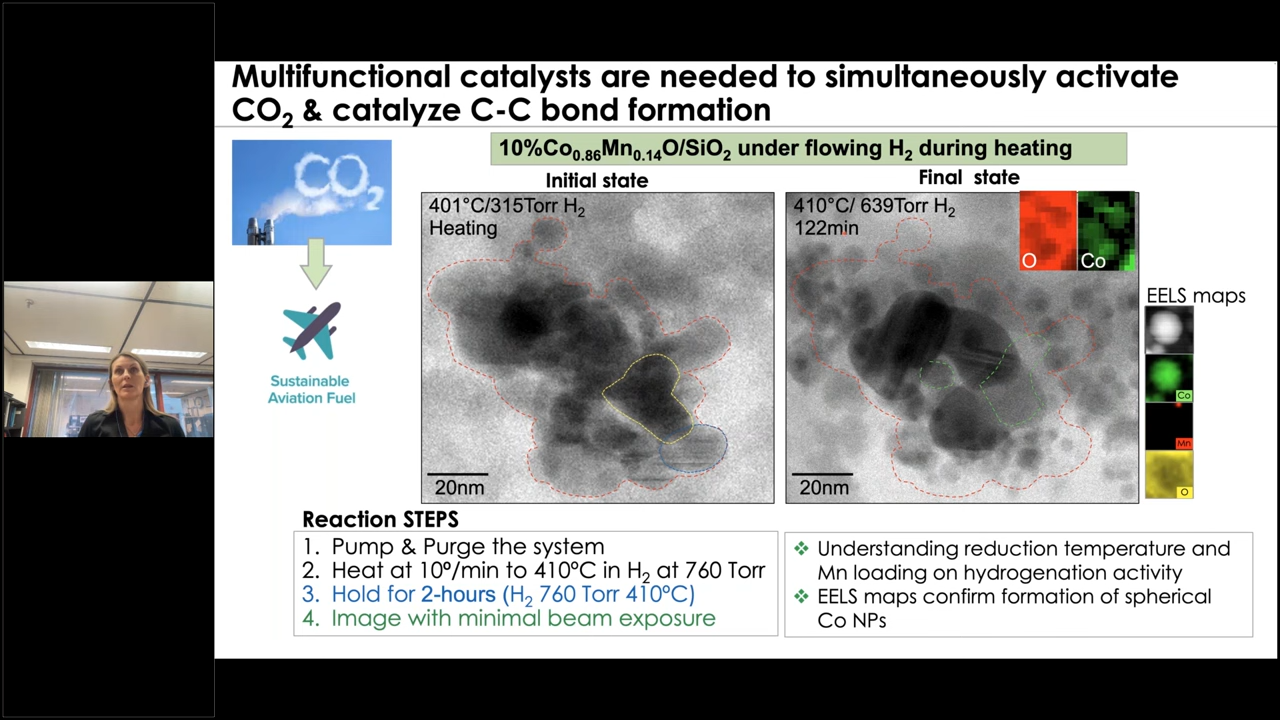 Multifunctional catalysts are needed to simultaneously activate
CO₂ & catalyze C-C bond formation
CO₂
Sustainable
Aviation Fuel
10%Co₀.₈₆Mn₀.₁₄O/SiO₂ under flowing H₂ during heating
Initial state
Final state
401°C/315Torr H₂
Heating
20nm
410°C/ 639Torr H₂
122min
O
Co
20nm
EELS maps
Co
Mn
O
Reaction STEPS
1. Pump & Purge the system
2. Heat at 10º/min to 410ºC in H₂ at 760 Torr
3. Hold for 2-hours (H₂ 760 Torr 410ºC)
4. Image with minimal beam exposure
❖ Understanding reduction temperature and
Mn loading on hydrogenation activity
❖ EELS maps confirm formation of spherical
Co NPs